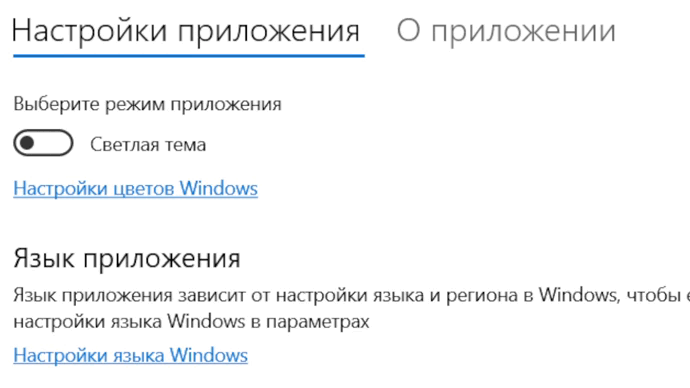 Настройки приложения О приложении
Выберите режим приложения
Светлая тема
Настройки цветов Windows
Язык приложения
Язык приложения зависит от настройки языка и региона в Windows, чтобы
настройки языка Windows в параметрах
Настройки языка Windows